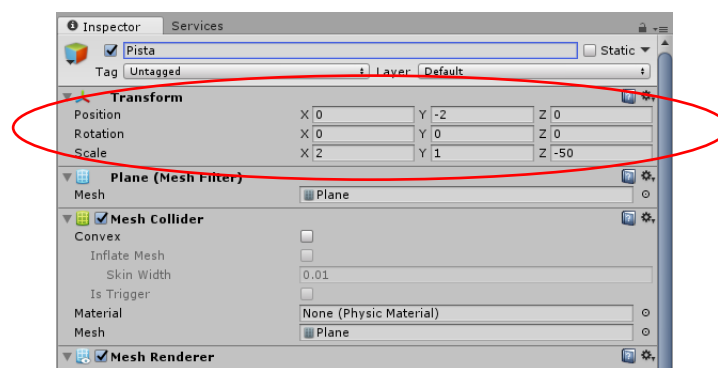 Inspector Services
Pista Static
Tag Untagged Layer Default
Transform
Position X 0 Y -2 Z 0
Rotation X 0 Y 0 Z 0
Scale X 2 Y 1 Z -50
Plane (Mesh Filter)
Mesh Plane
Mesh Collider
Convex
Inflate Mesh
Skin Width 0.01
Is Trigger
Material None (Physic Material)
Mesh Plane
Mesh Renderer